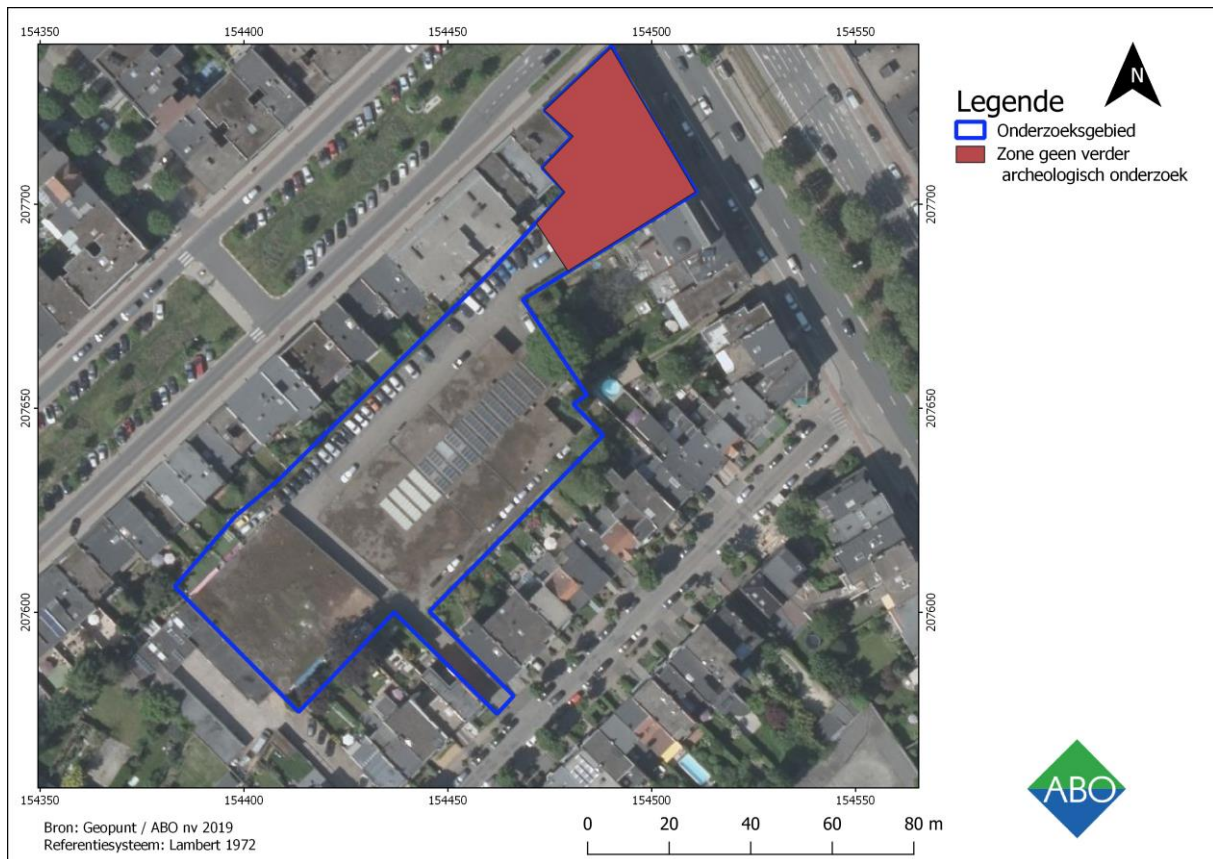 154350 154400 154450 154500 154550
207700 207700
207650 207650
207600 207600
154350 154400 154450 154500 154550
N
Legende
Onderzoeksgebied
Zone geen verder
archeologisch onderzoek
Bron: Geopunt / ABO nv 2019
Referentiesysteem: Lambert 1972
0 20 40 60 80 m
ABO